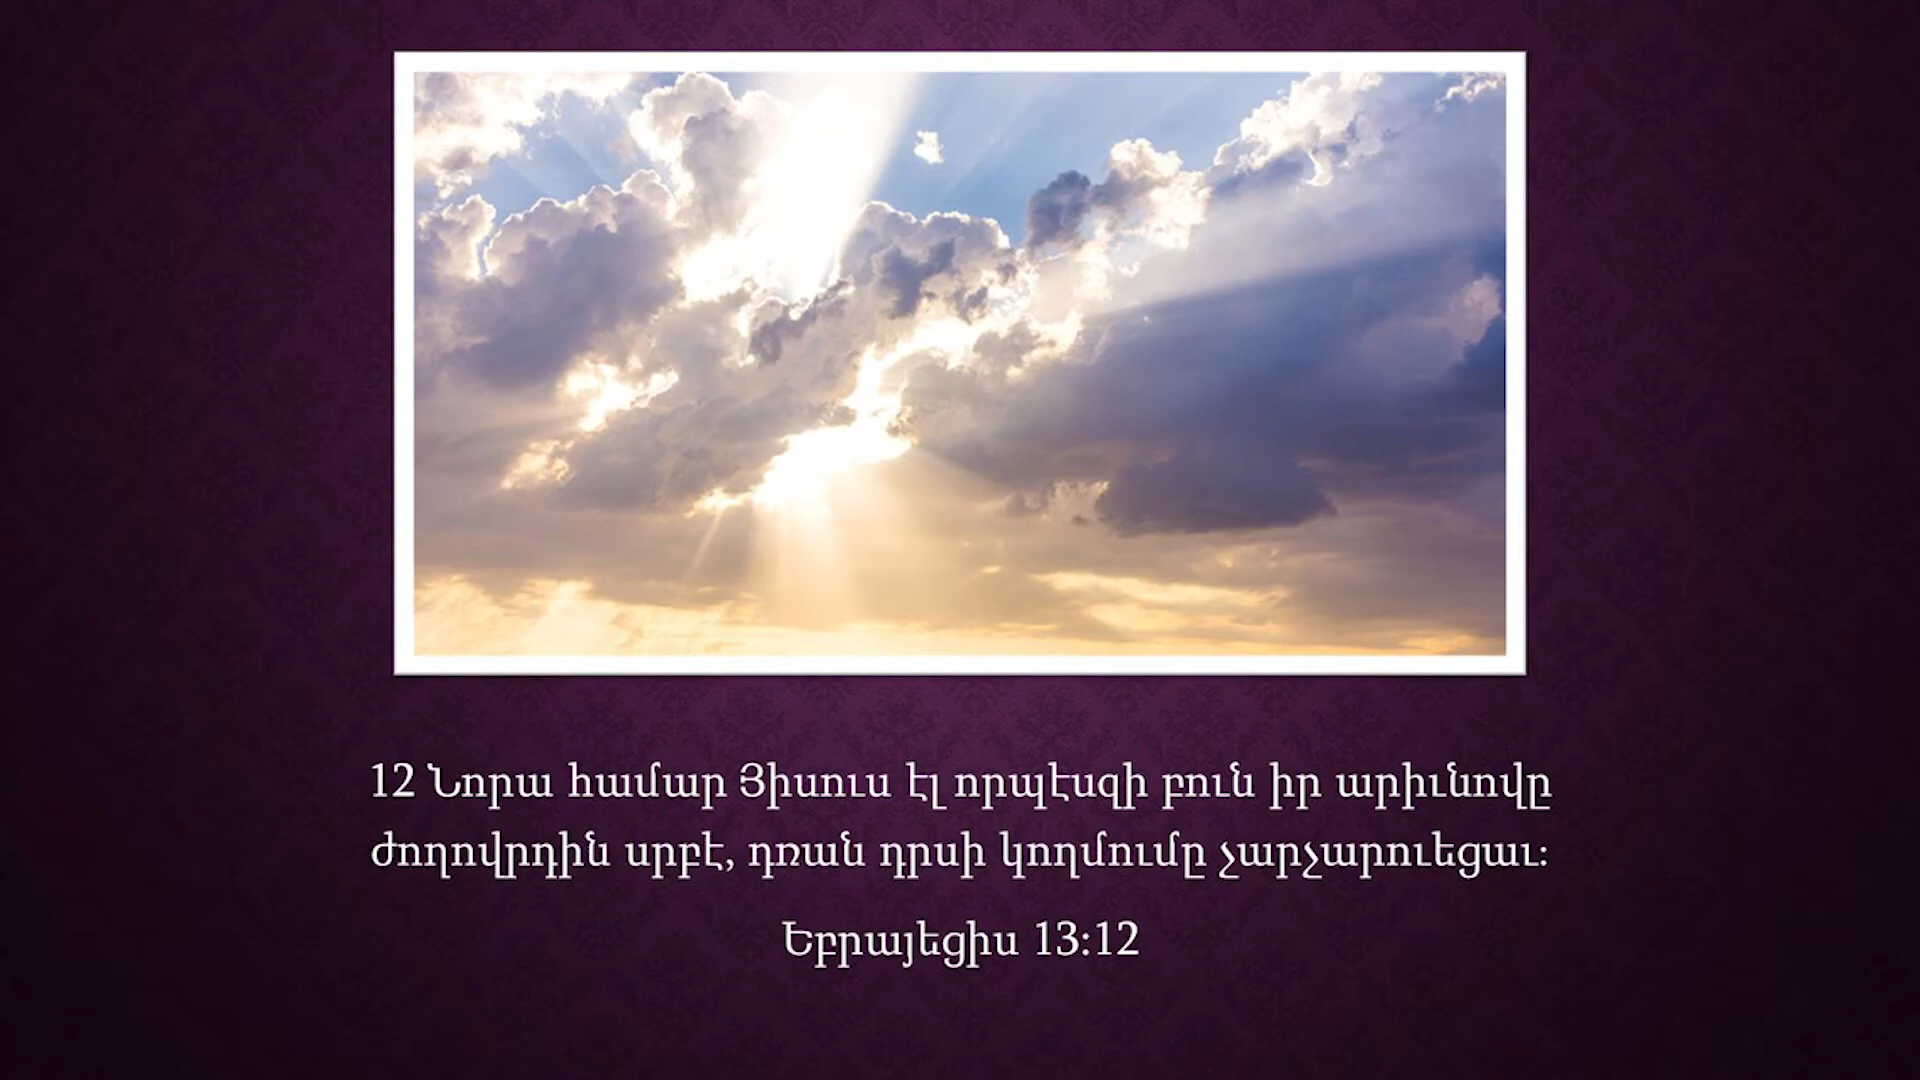 12 Նորա համար Յիսուս էլ որպէսզի բուն իր արիւնովը
ժողովրդին սրբէ, դռան դրսի կողմումը չարչարուեցաւ։
Եբրայեցիս 13:12